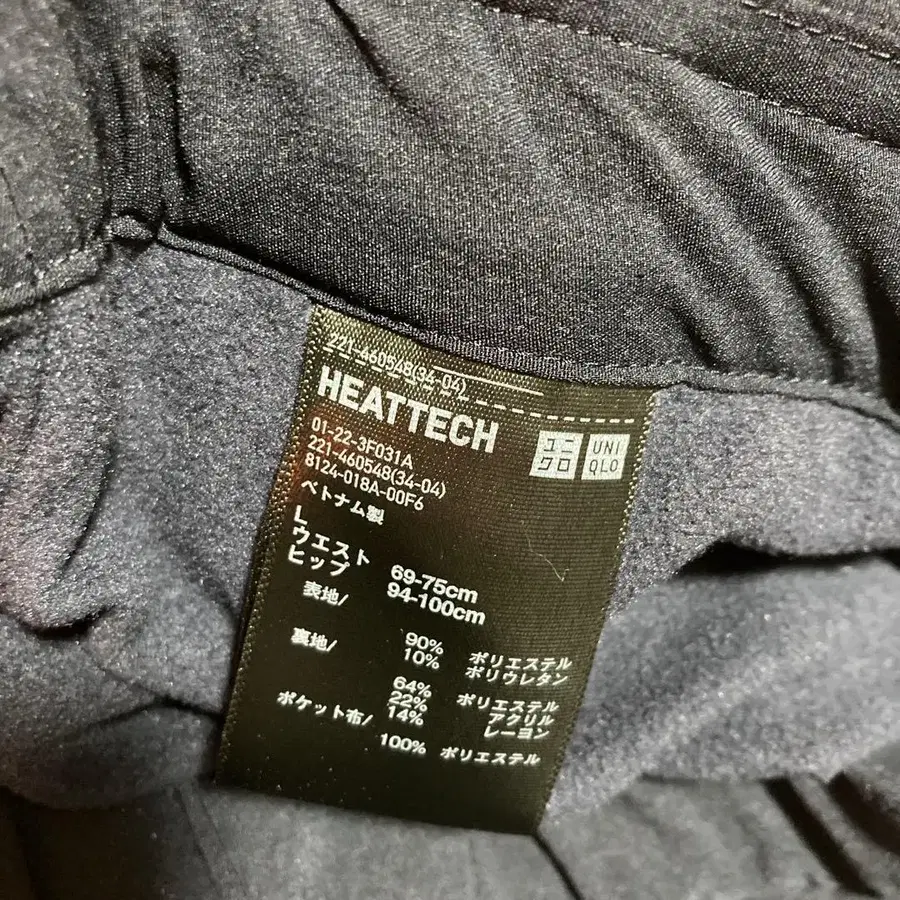 221-460548(34-04)
HEATTECH
ユニ
クロ
UNI
QLO
01-22-3F031A
221-460548(34-04)
8124-018A-00F6
ベトナム製
L
ウエスト 69-75cm
ヒップ 94-100cm
表地/ 90% ポリエステル
10% ポリウレタン
裏地/ 64% ポリエステル
22% アクリル
14% レーヨン
ポケット布/ 100% ポリエステル